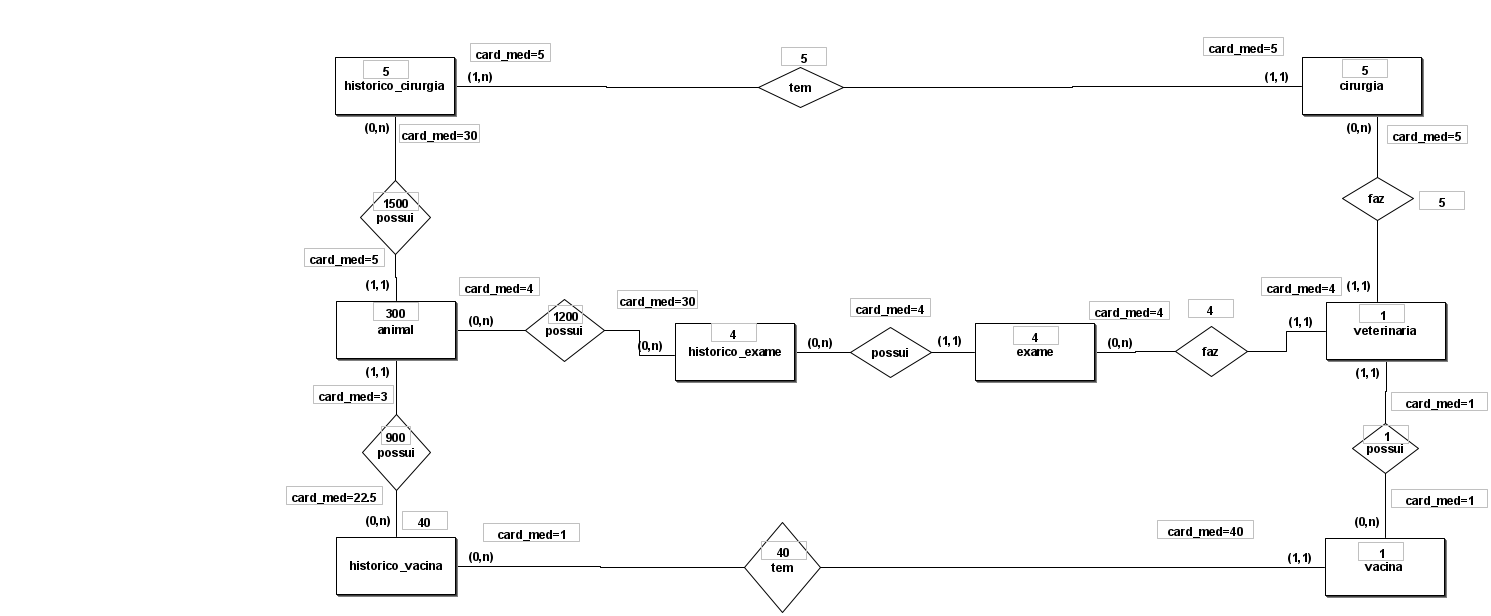 card_med=5
5
card_med=5
5
historico_cirurgia
(1,n)
tem
(1,1)
5
cirurgia
(0,n)
card_med=30
(0,n)
card_med=5
1500
possui
faz
5
card_med=5
(1,1)
card_med=4
card_med=30
card_med=4
card_med=4
4
card_med=4
(1,1)
300
animal
(0,n)
1200
possui
(0,n)
4
historico_exame
(0,n)
possui
(1,1)
4
exame
(0,n)
faz
(1,1)
1
veterinaria
(1,1)
card_med=3
(1,1)
card_med=1
900
possui
1
possui
card_med=22.5
card_med=1
(0,n)
40
(0,n)
card_med=1
card_med=40
historico_vacina
(0,n)
40
tem
(1,1)
1
vacina